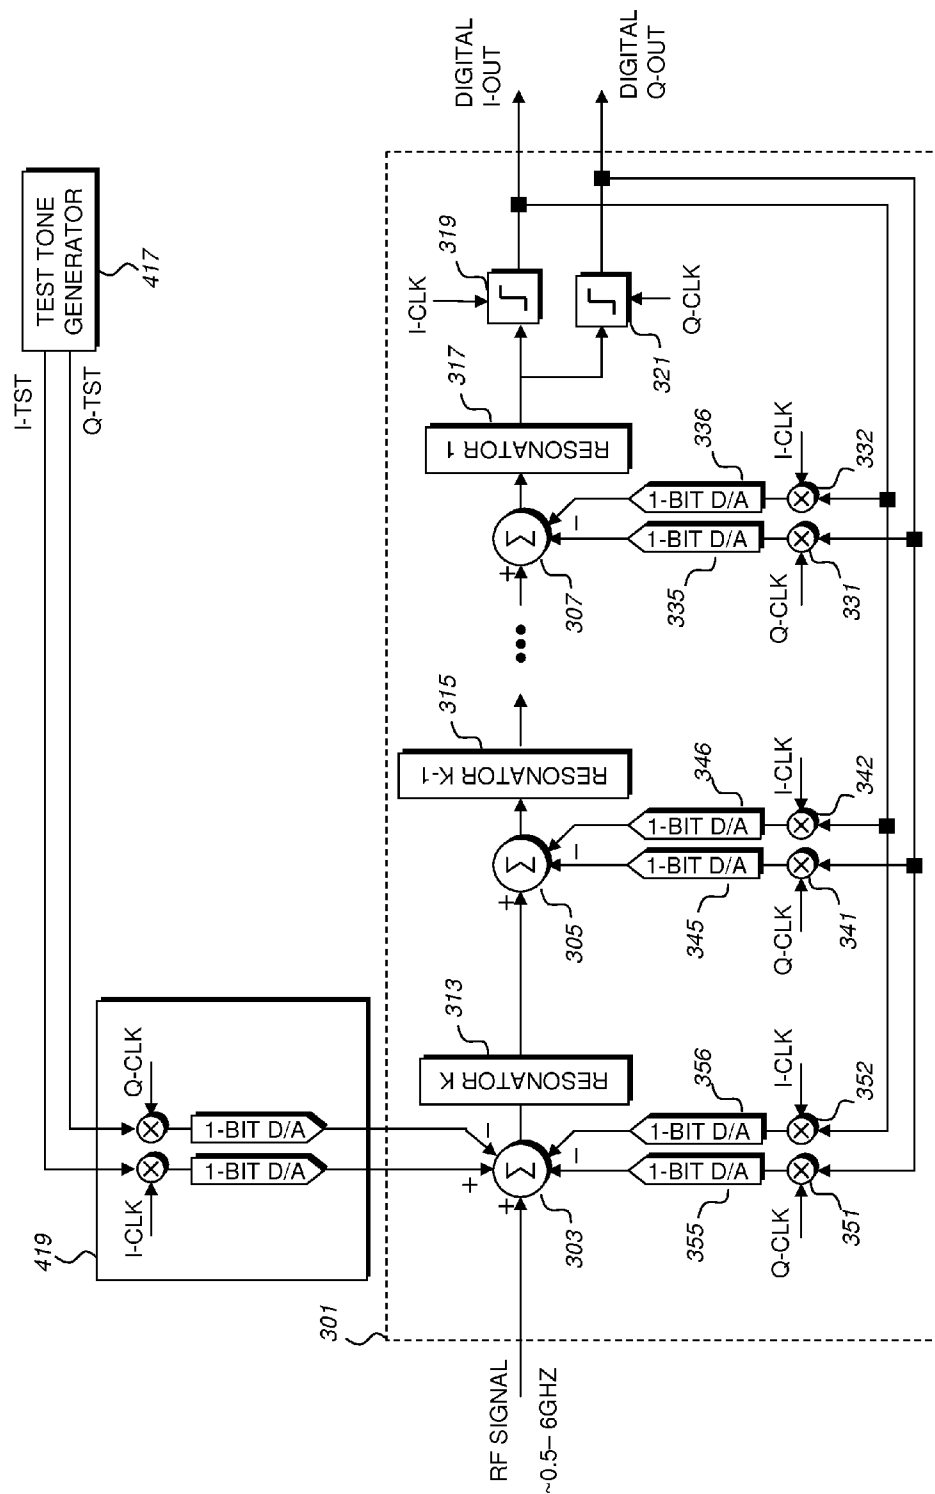 TEST TONE
GENERATOR
417
I-TST
Q-TST
419
I-CLK
Q-CLK
1-BIT D/A
1-BIT D/A
301
RF SIGNAL
~0.5– 6GHZ
+
+
–
–
Σ
303
RESONATOR K
313
+
–
Σ
305
RESONATOR K-1
315
•••
+
–
Σ
307
RESONATOR 1
317
I-CLK
319
321
Q-CLK
DIGITAL
I-OUT
DIGITAL
Q-OUT
1-BIT D/A
355
1-BIT D/A
356
Q-CLK
351
I-CLK
352
1-BIT D/A
345
1-BIT D/A
346
Q-CLK
341
I-CLK
342
1-BIT D/A
335
1-BIT D/A
336
Q-CLK
331
I-CLK
332